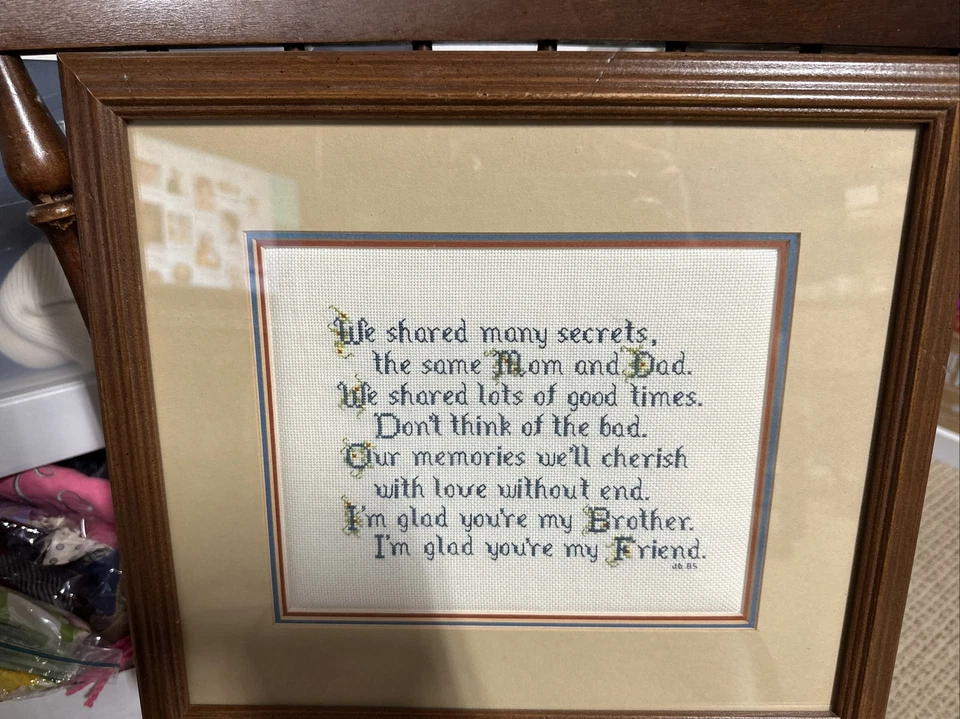 We shared many secrets,
the same Mom and Dad.
We shared lots of good times.
Don't think of the bad.
Our memories we'll cherish
with love without end.
I'm glad you're my Brother.
I'm glad you're my Friend.
JB.85